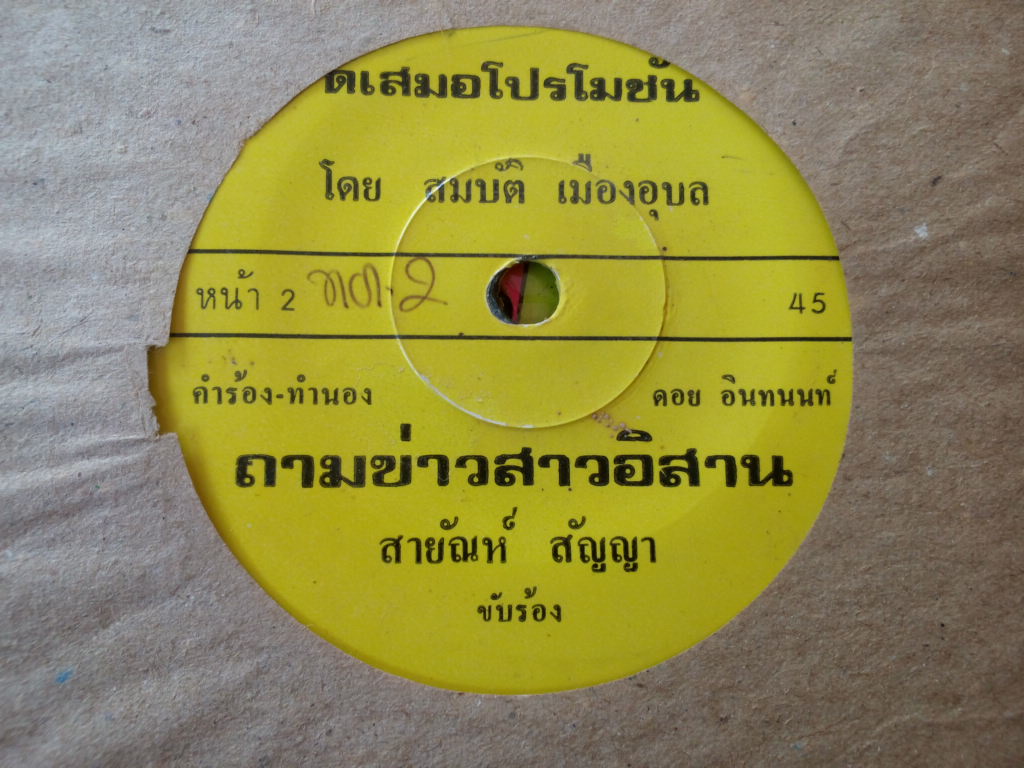 ดเสมอโปรโมชั่น
โดย สมบัติ เมืองอุบล
หน้า 2 45
คำร้อง-ทำนอง ดอย อินทนนท์
ถามข่าวสาวอิสาน
สายัณห์ สัญญา
ขับร้อง